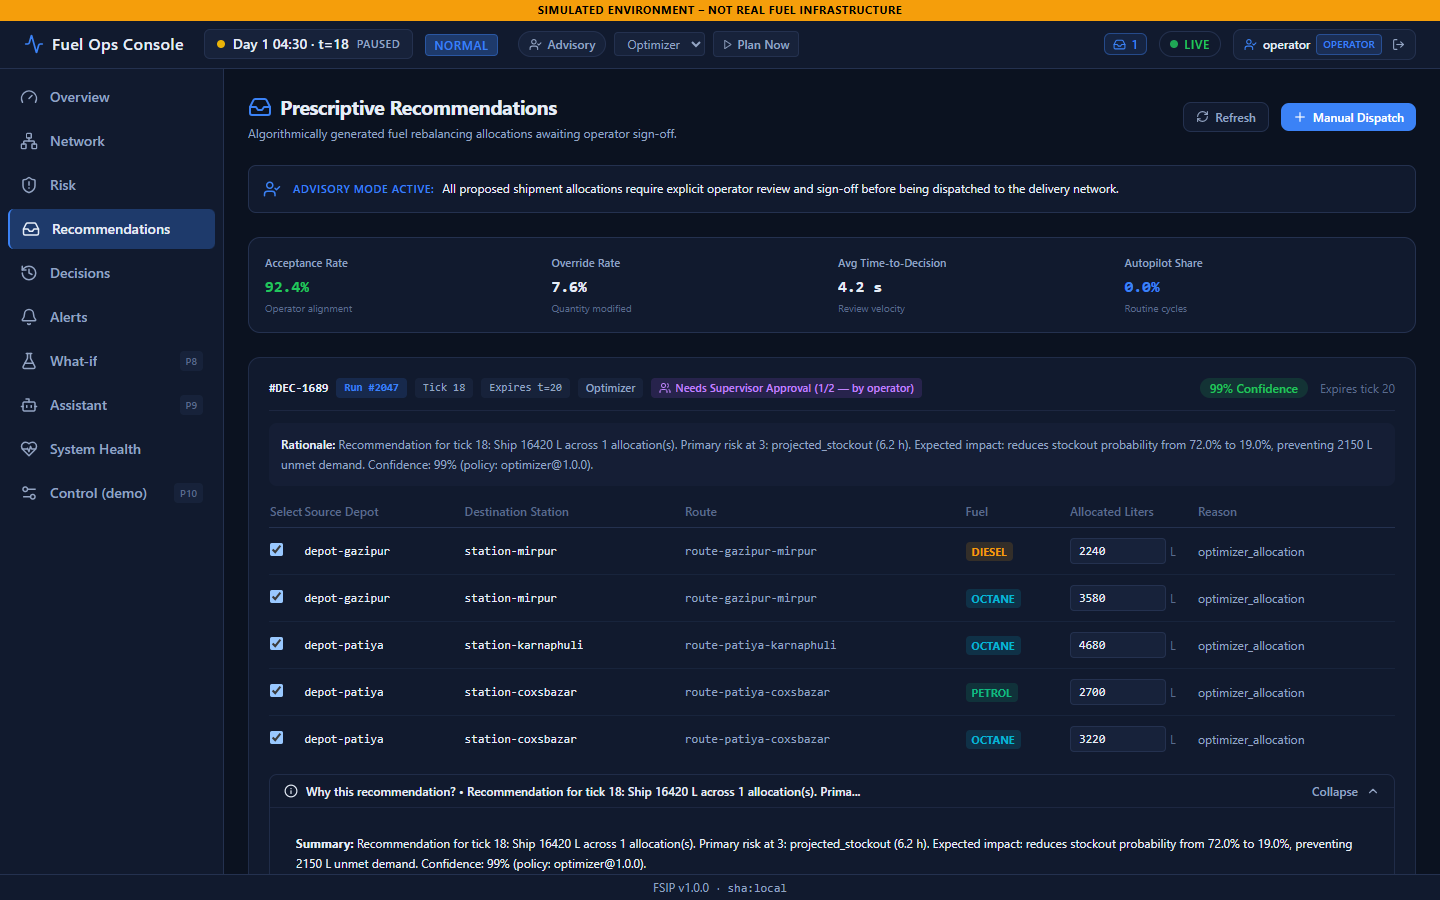 SIMULATED ENVIRONMENT – NOT REAL FUEL INFRASTRUCTURE
Fuel Ops Console
Day 1 04:30 · t=18 PAUSED
NORMAL
Advisory
Optimizer
Plan Now
1
LIVE
operator OPERATOR
Overview
Network
Risk
Recommendations
Decisions
Alerts
What-if P8
Assistant P9
System Health
Control (demo) P10
Prescriptive Recommendations
Algorithmically generated fuel rebalancing allocations awaiting operator sign-off.
Refresh
Manual Dispatch
ADVISORY MODE ACTIVE: All proposed shipment allocations require explicit operator review and sign-off before being dispatched to the delivery network.
Acceptance Rate
92.4%
Operator alignment
Override Rate
7.6%
Quantity modified
Avg Time-to-Decision
4.2 s
Review velocity
Autopilot Share
0.0%
Routine cycles
#DEC-1689 Run #2047 Tick 18 Expires t=20 Optimizer Needs Supervisor Approval (1/2 — by operator) 99% Confidence Expires tick 20
Rationale: Recommendation for tick 18: Ship 16420 L across 1 allocation(s). Primary risk at 3: projected_stockout (6.2 h). Expected impact: reduces stockout probability from 72.0% to 19.0%, preventing 2150 L
unmet demand. Confidence: 99% (policy: optimizer@1.0.0).
Select Source Depot Destination Station Route Fuel Allocated Liters Reason
depot-gazipur station-mirpur route-gazipur-mirpur DIESEL 2240 L optimizer_allocation
depot-gazipur station-mirpur route-gazipur-mirpur OCTANE 3580 L optimizer_allocation
depot-patiya station-karnaphuli route-patiya-karnaphuli OCTANE 4680 L optimizer_allocation
depot-patiya station-coxsbazar route-patiya-coxsbazar PETROL 2700 L optimizer_allocation
depot-patiya station-coxsbazar route-patiya-coxsbazar OCTANE 3220 L optimizer_allocation
Why this recommendation? • Recommendation for tick 18: Ship 16420 L across 1 allocation(s). Prima... Collapse
Summary: Recommendation for tick 18: Ship 16420 L across 1 allocation(s). Primary risk at 3: projected_stockout (6.2 h). Expected impact: reduces stockout probability from 72.0% to 19.0%, preventing
2150 L unmet demand. Confidence: 99% (policy: optimizer@1.0.0).
FSIP v1.0.0 · sha:local